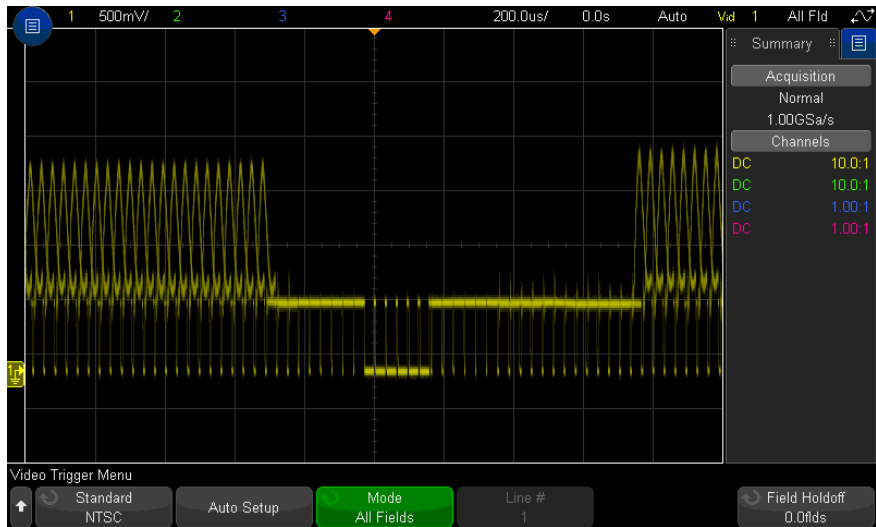 1 500mV/ 2 3 4 200.0us/ 0.0s Auto Vid 1 All Fld
Summary
Acquisition
Normal
1.00GSa/s
Channels
DC 10.0:1
DC 10.0:1
DC 1.00:1
DC 1.00:1
1
Video Trigger Menu
Standard
NTSC
Auto Setup
Mode
All Fields
Line #
1
Field Holdoff
0.0flds